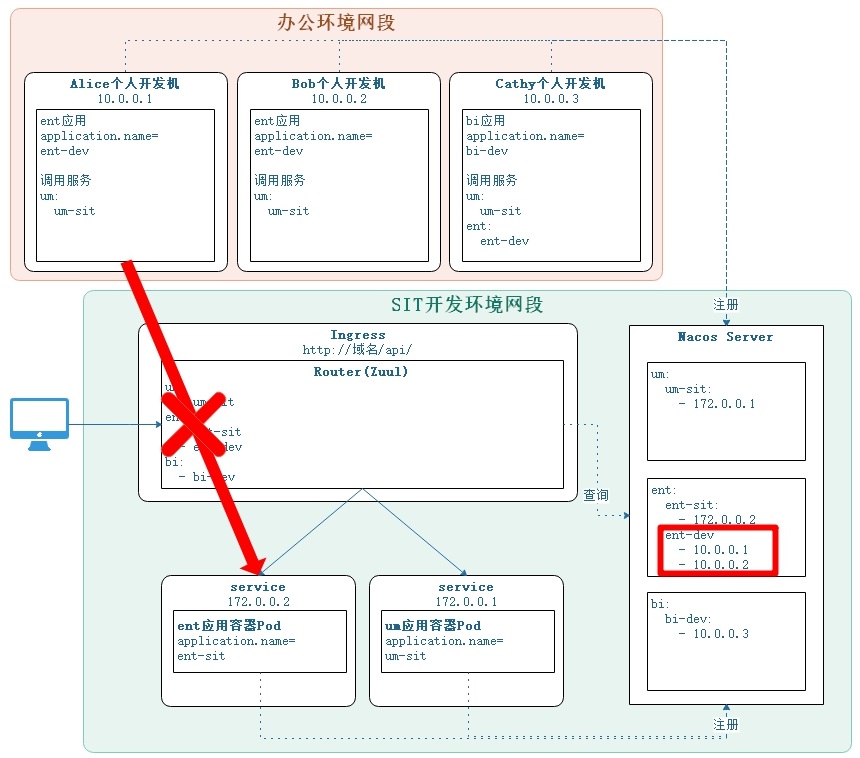 办公环境网段
Alice个人开发机
10.0.0.1
ent应用
application.name=
ent-dev
调用服务
um:
um-sit
Bob个人开发机
10.0.0.2
ent应用
application.name=
ent-dev
调用服务
um:
um-sit
Cathy个人开发机
10.0.0.3
bi应用
application.name=
bi-dev
调用服务
um:
um-sit
ent:
ent-dev
注册
SIT开发环境网段
Ingress
http://域名/api/
Router(Zuul)
bi:
- bi-dev
查询
Nacos Server
um:
um-sit:
- 172.0.0.1
ent:
ent-sit:
- 172.0.0.2
ent-dev
- 10.0.0.1
- 10.0.0.2
bi:
bi-dev:
- 10.0.0.3
service
172.0.0.2
ent应用容器Pod
application.name=
ent-sit
service
172.0.0.1
um应用容器Pod
application.name=
um-sit
注册